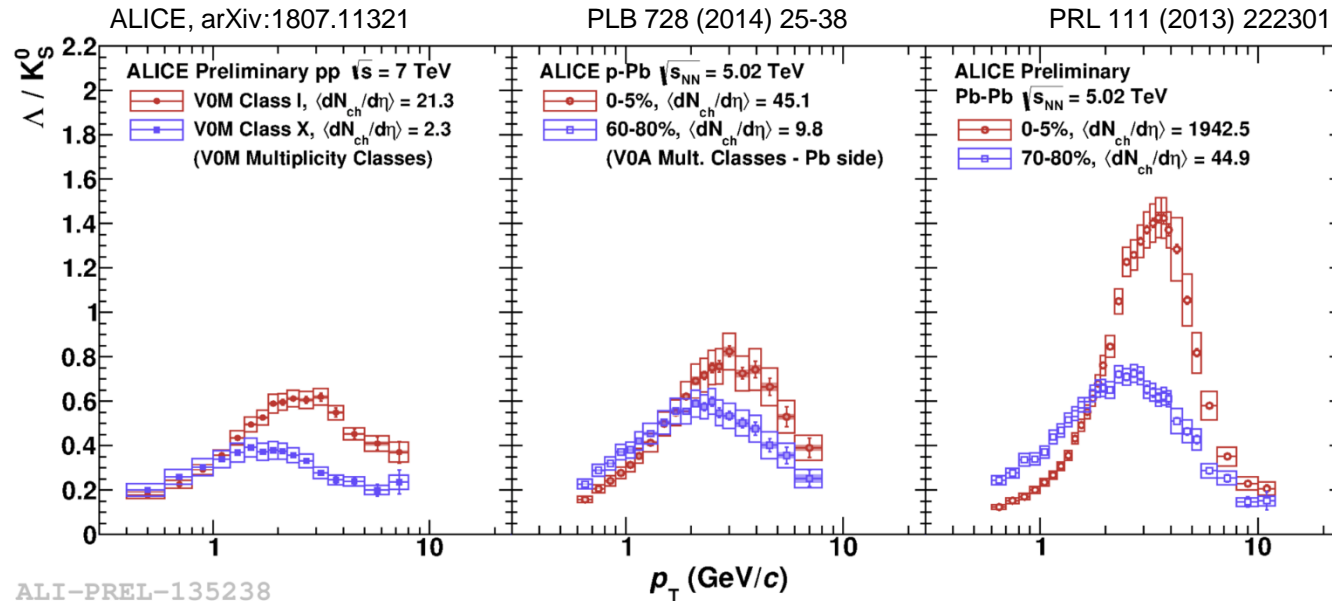 ALICE, arXiv:1807.11321
PLB 728 (2014) 25-38
PRL 111 (2013) 222301
Λ / K⁰S
2.2
2
1.8
1.6
1.4
1.2
1
0.8
0.6
0.4
0.2
0
ALICE Preliminary pp √s = 7 TeV
V0M Class I, ⟨dNch/dη⟩ = 21.3
V0M Class X, ⟨dNch/dη⟩ = 2.3
(V0M Multiplicity Classes)
ALICE p-Pb √sNN = 5.02 TeV
0-5%, ⟨dNch/dη⟩ = 45.1
60-80%, ⟨dNch/dη⟩ = 9.8
(V0A Mult. Classes - Pb side)
ALICE Preliminary
Pb-Pb √sNN = 5.02 TeV
0-5%, ⟨dNch/dη⟩ = 1942.5
70-80%, ⟨dNch/dη⟩ = 44.9
1 10
1 10
1 10
pT (GeV/c)
ALI-PREL-135238